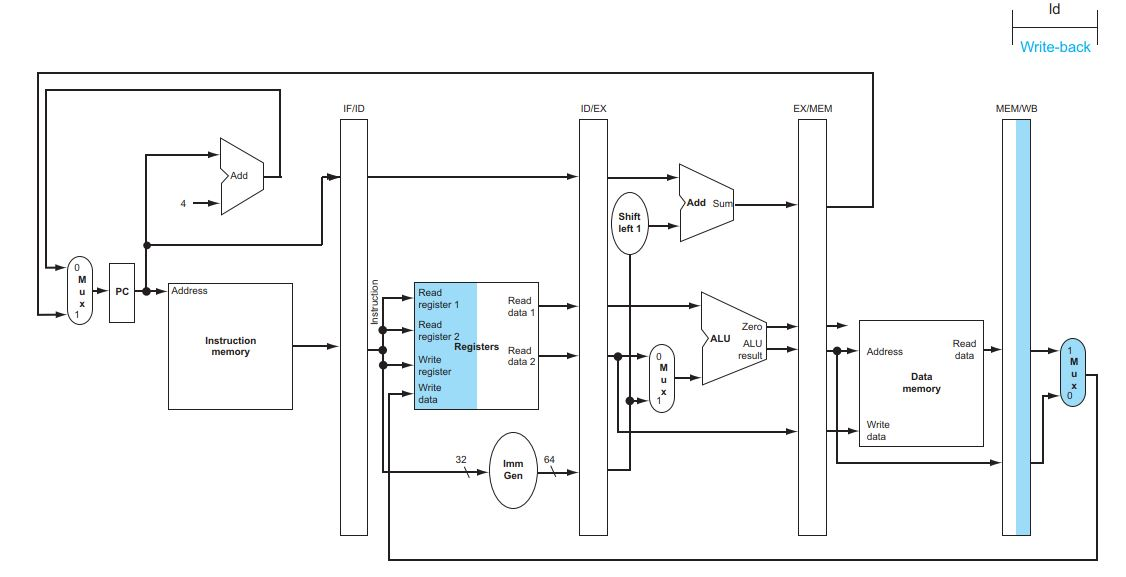 ld
Write-back
IF/ID
ID/EX
EX/MEM
MEM/WB
Add
4
Add Sum
Shift
left 1
0
M
u
x
1
PC
Address
Instruction
memory
Instruction
Read
register 1
Read
register 2
Registers
Write
register
Write
data
Read
data 1
Read
data 2
0
M
u
x
1
Zero
ALU
ALU
result
Address
Read
data
Data
memory
Write
data
1
M
u
x
0
32
Imm
Gen
64